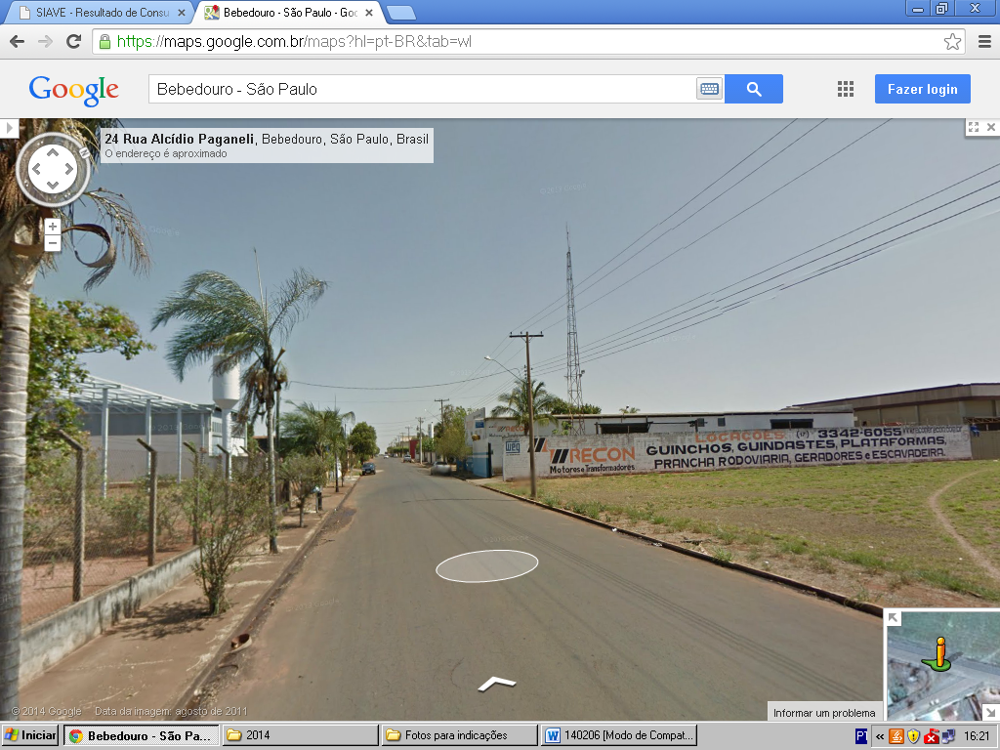 SIAVE - Resultado de Consu
Bebedouro - São Paulo - Goo
https://maps.google.com.br/maps?hl=pt-BR&tab=wl
Google
Bebedouro - São Paulo
Fazer login
24 Rua Alcídio Paganeli, Bebedouro, São Paulo, Brasil
O endereço é aproximado
N
+
LOCAÇÕES: 3342-6055
WRECON
GUINCHOS, GUINDASTES, PLATAFORMAS,
Motores e Transformadores
PRANCHA RODOVIARIA, GERADORES e ESCAVADEIRA.
© 2014 Google
Data da imagem: agosto de 2011
Informar um problema
Iniciar
Bebedouro - São Pa...
2014
Fotos para indicações
140206 [Modo de Compat...
PT
16:21